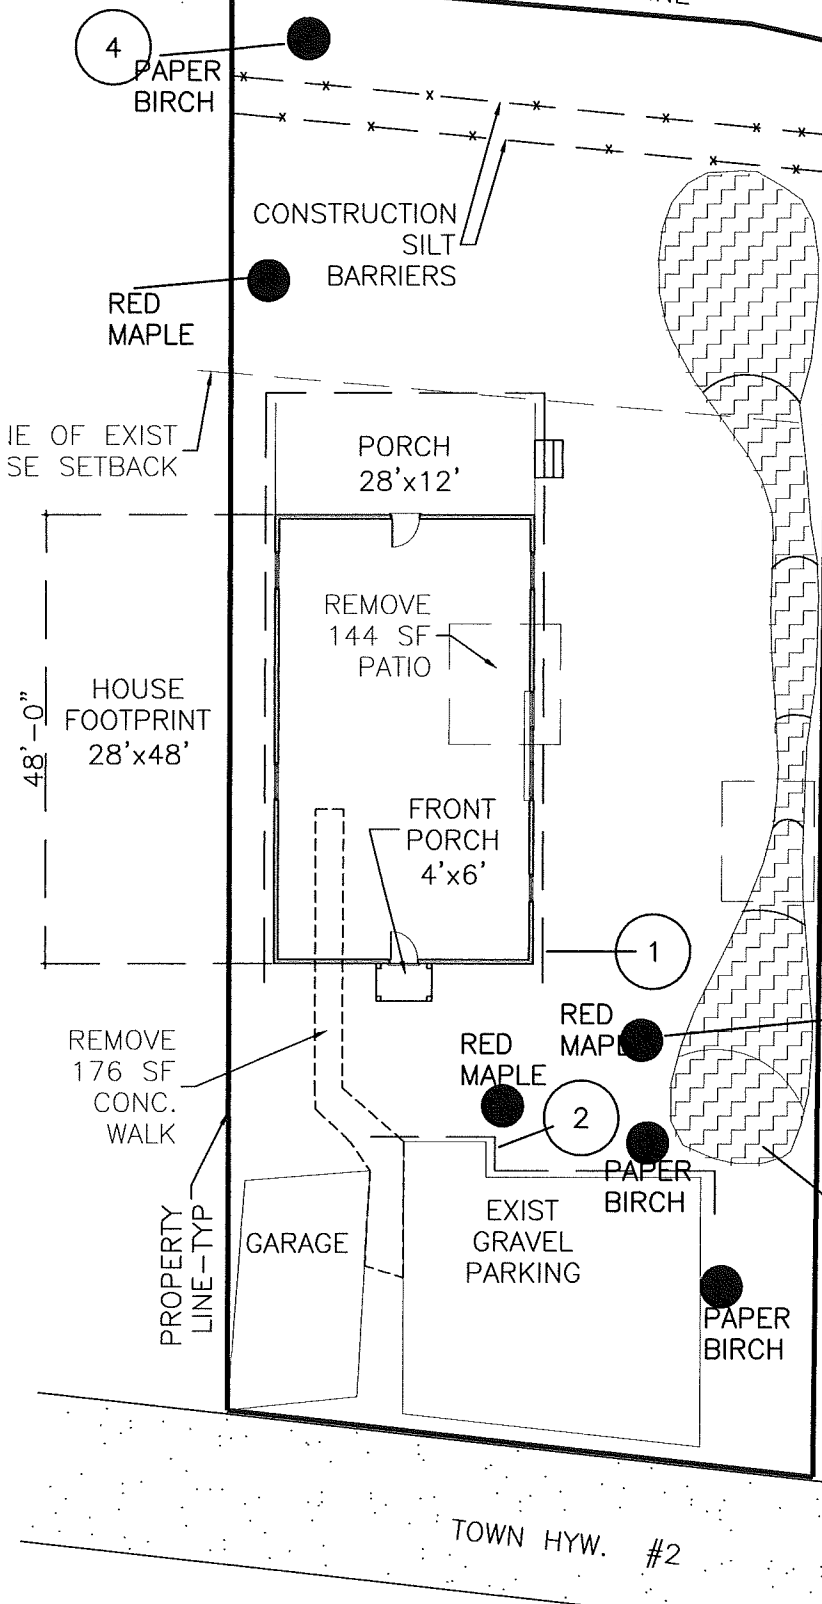 4
PAPER
BIRCH
CONSTRUCTION
SILT
BARRIERS
RED
MAPLE
OF EXIST
SETBACK
PORCH
28'x12'
REMOVE
144 SF
PATIO
HOUSE
FOOTPRINT
28'x48'
48'-0"
FRONT
PORCH
4'x6'
1
RED
MAPLE
RED
MAPLE
2
REMOVE
176 SF
CONC.
WALK
PAPER
BIRCH
PROPERTY
LINE-TYP
GARAGE
EXIST
GRAVEL
PARKING
PAPER
BIRCH
TOWN HYW. #2